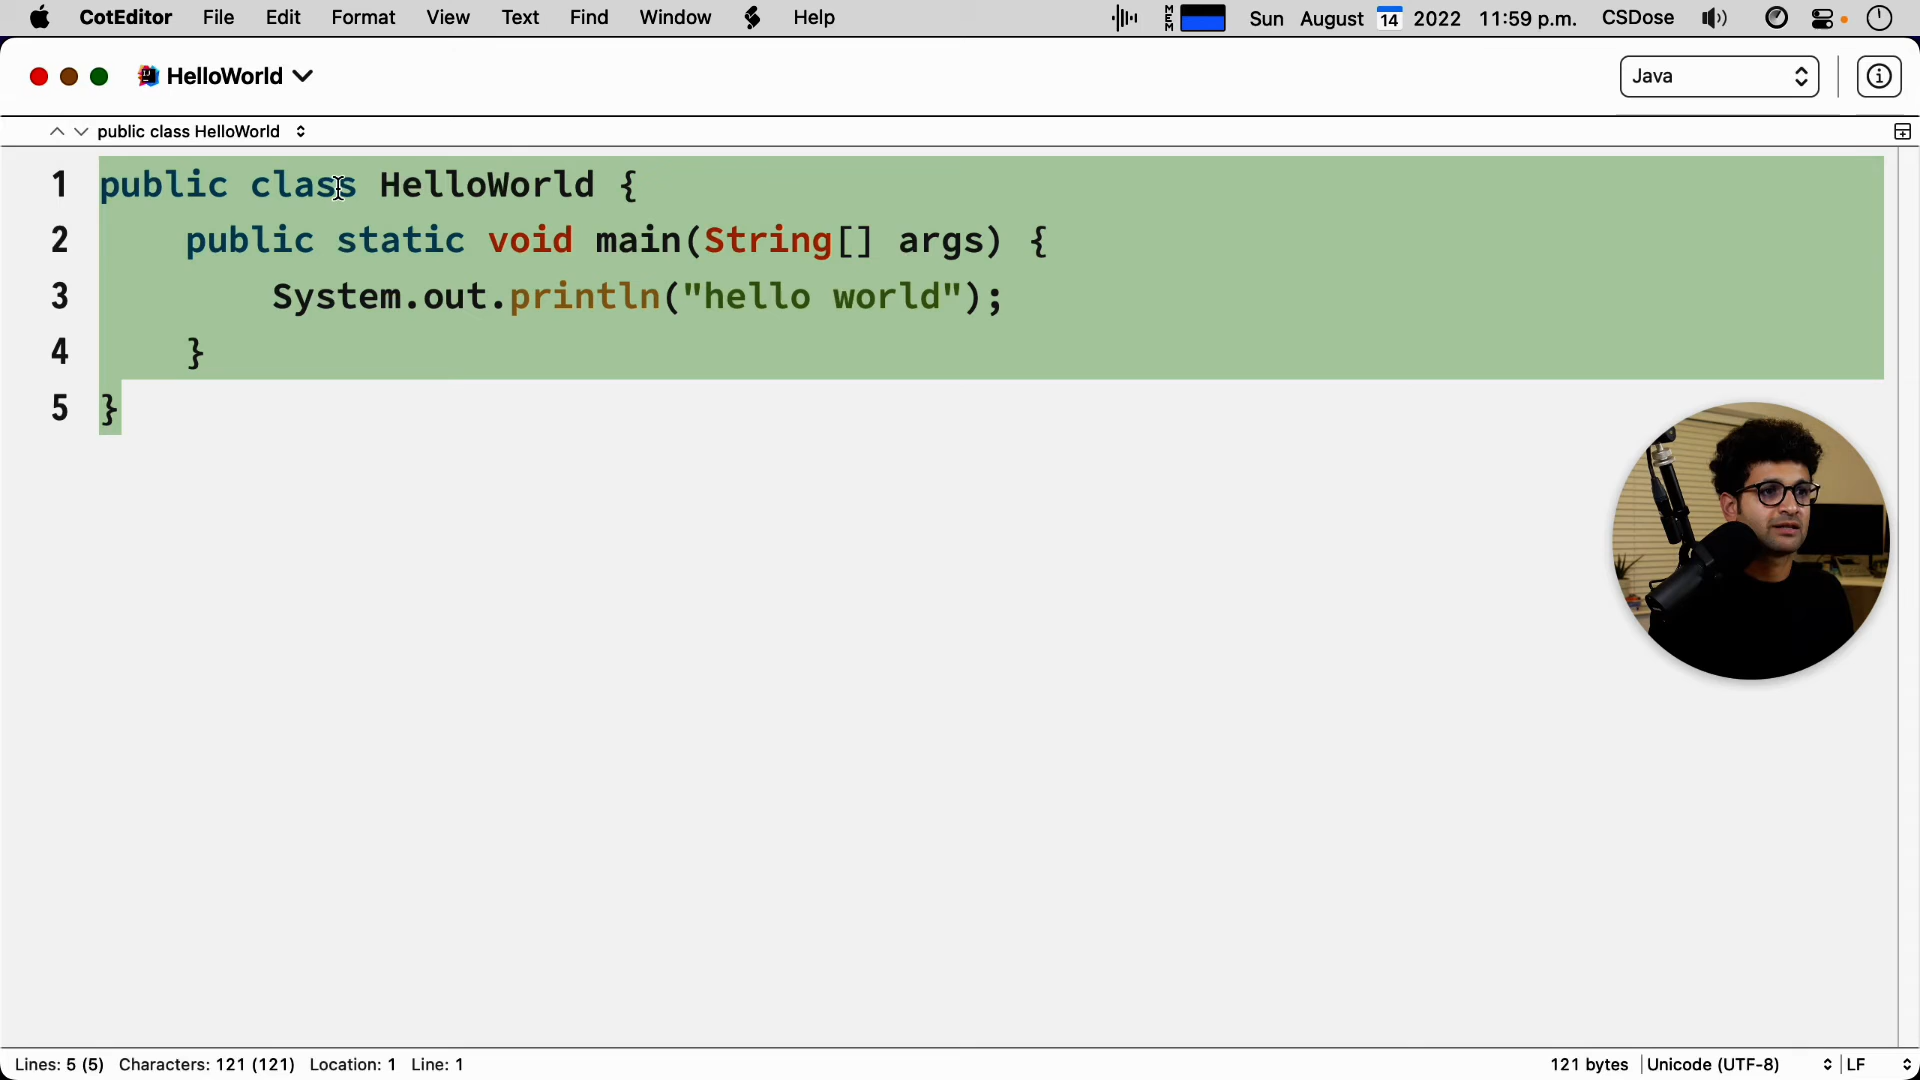 CotEditor File Edit Format View Text Find Window Help MEM Sun August 14 2022 11:59 p.m. CSDose
HelloWorld Java
public class HelloWorld
1 public class HelloWorld {
2 public static void main(String[] args) {
3 System.out.println("hello world");
4 }
5 }
Lines: 5 (5) Characters: 121 (121) Location: 1 Line: 1 121 bytes Unicode (UTF-8) LF